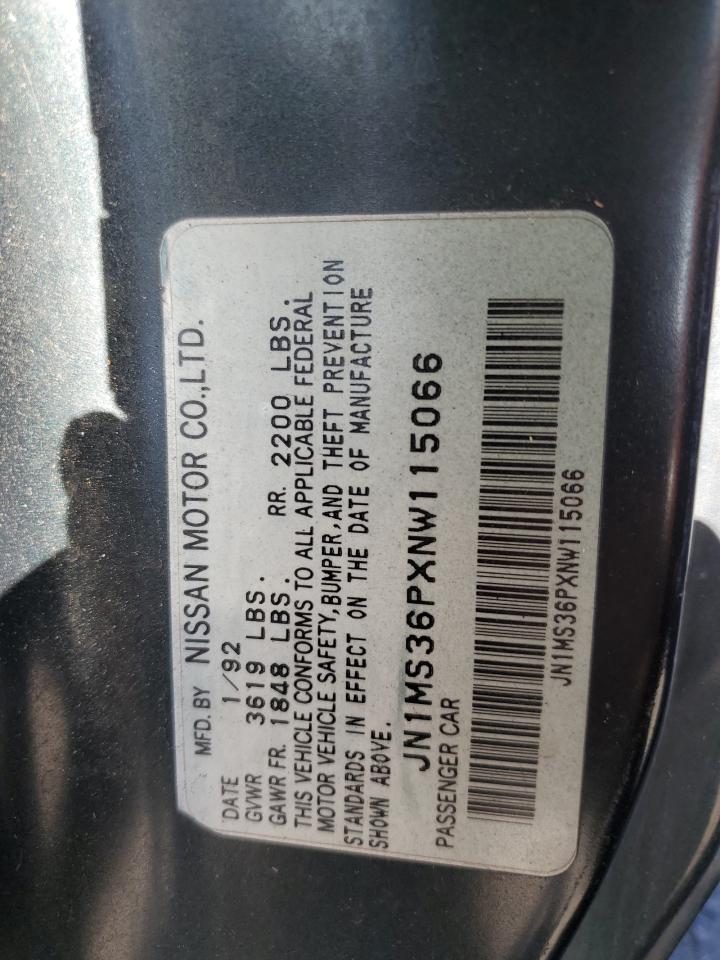 MFD. BY NISSAN MOTOR CO.,LTD.
DATE 1/92
GVWR 3619 LBS.
GAWR FR. 1848 LBS. RR. 2200 LBS.
THIS VEHICLE CONFORMS TO ALL APPLICABLE FEDERAL
MOTOR VEHICLE SAFETY,BUMPER,AND THEFT PREVENTION
STANDARDS IN EFFECT ON THE DATE OF MANUFACTURE
SHOWN ABOVE.
JN1MS36PXNW115066
PASSENGER CAR
JN1MS36PXNW115066